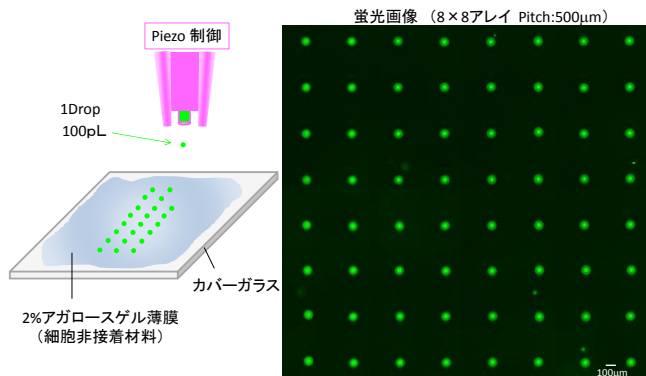 Piezo 制御
1Drop
100pL
カバーガラス
2%アガロースゲル薄膜
（細胞非接着材料）
蛍光画像 （8×8アレイ Pitch:500μm）
100μm